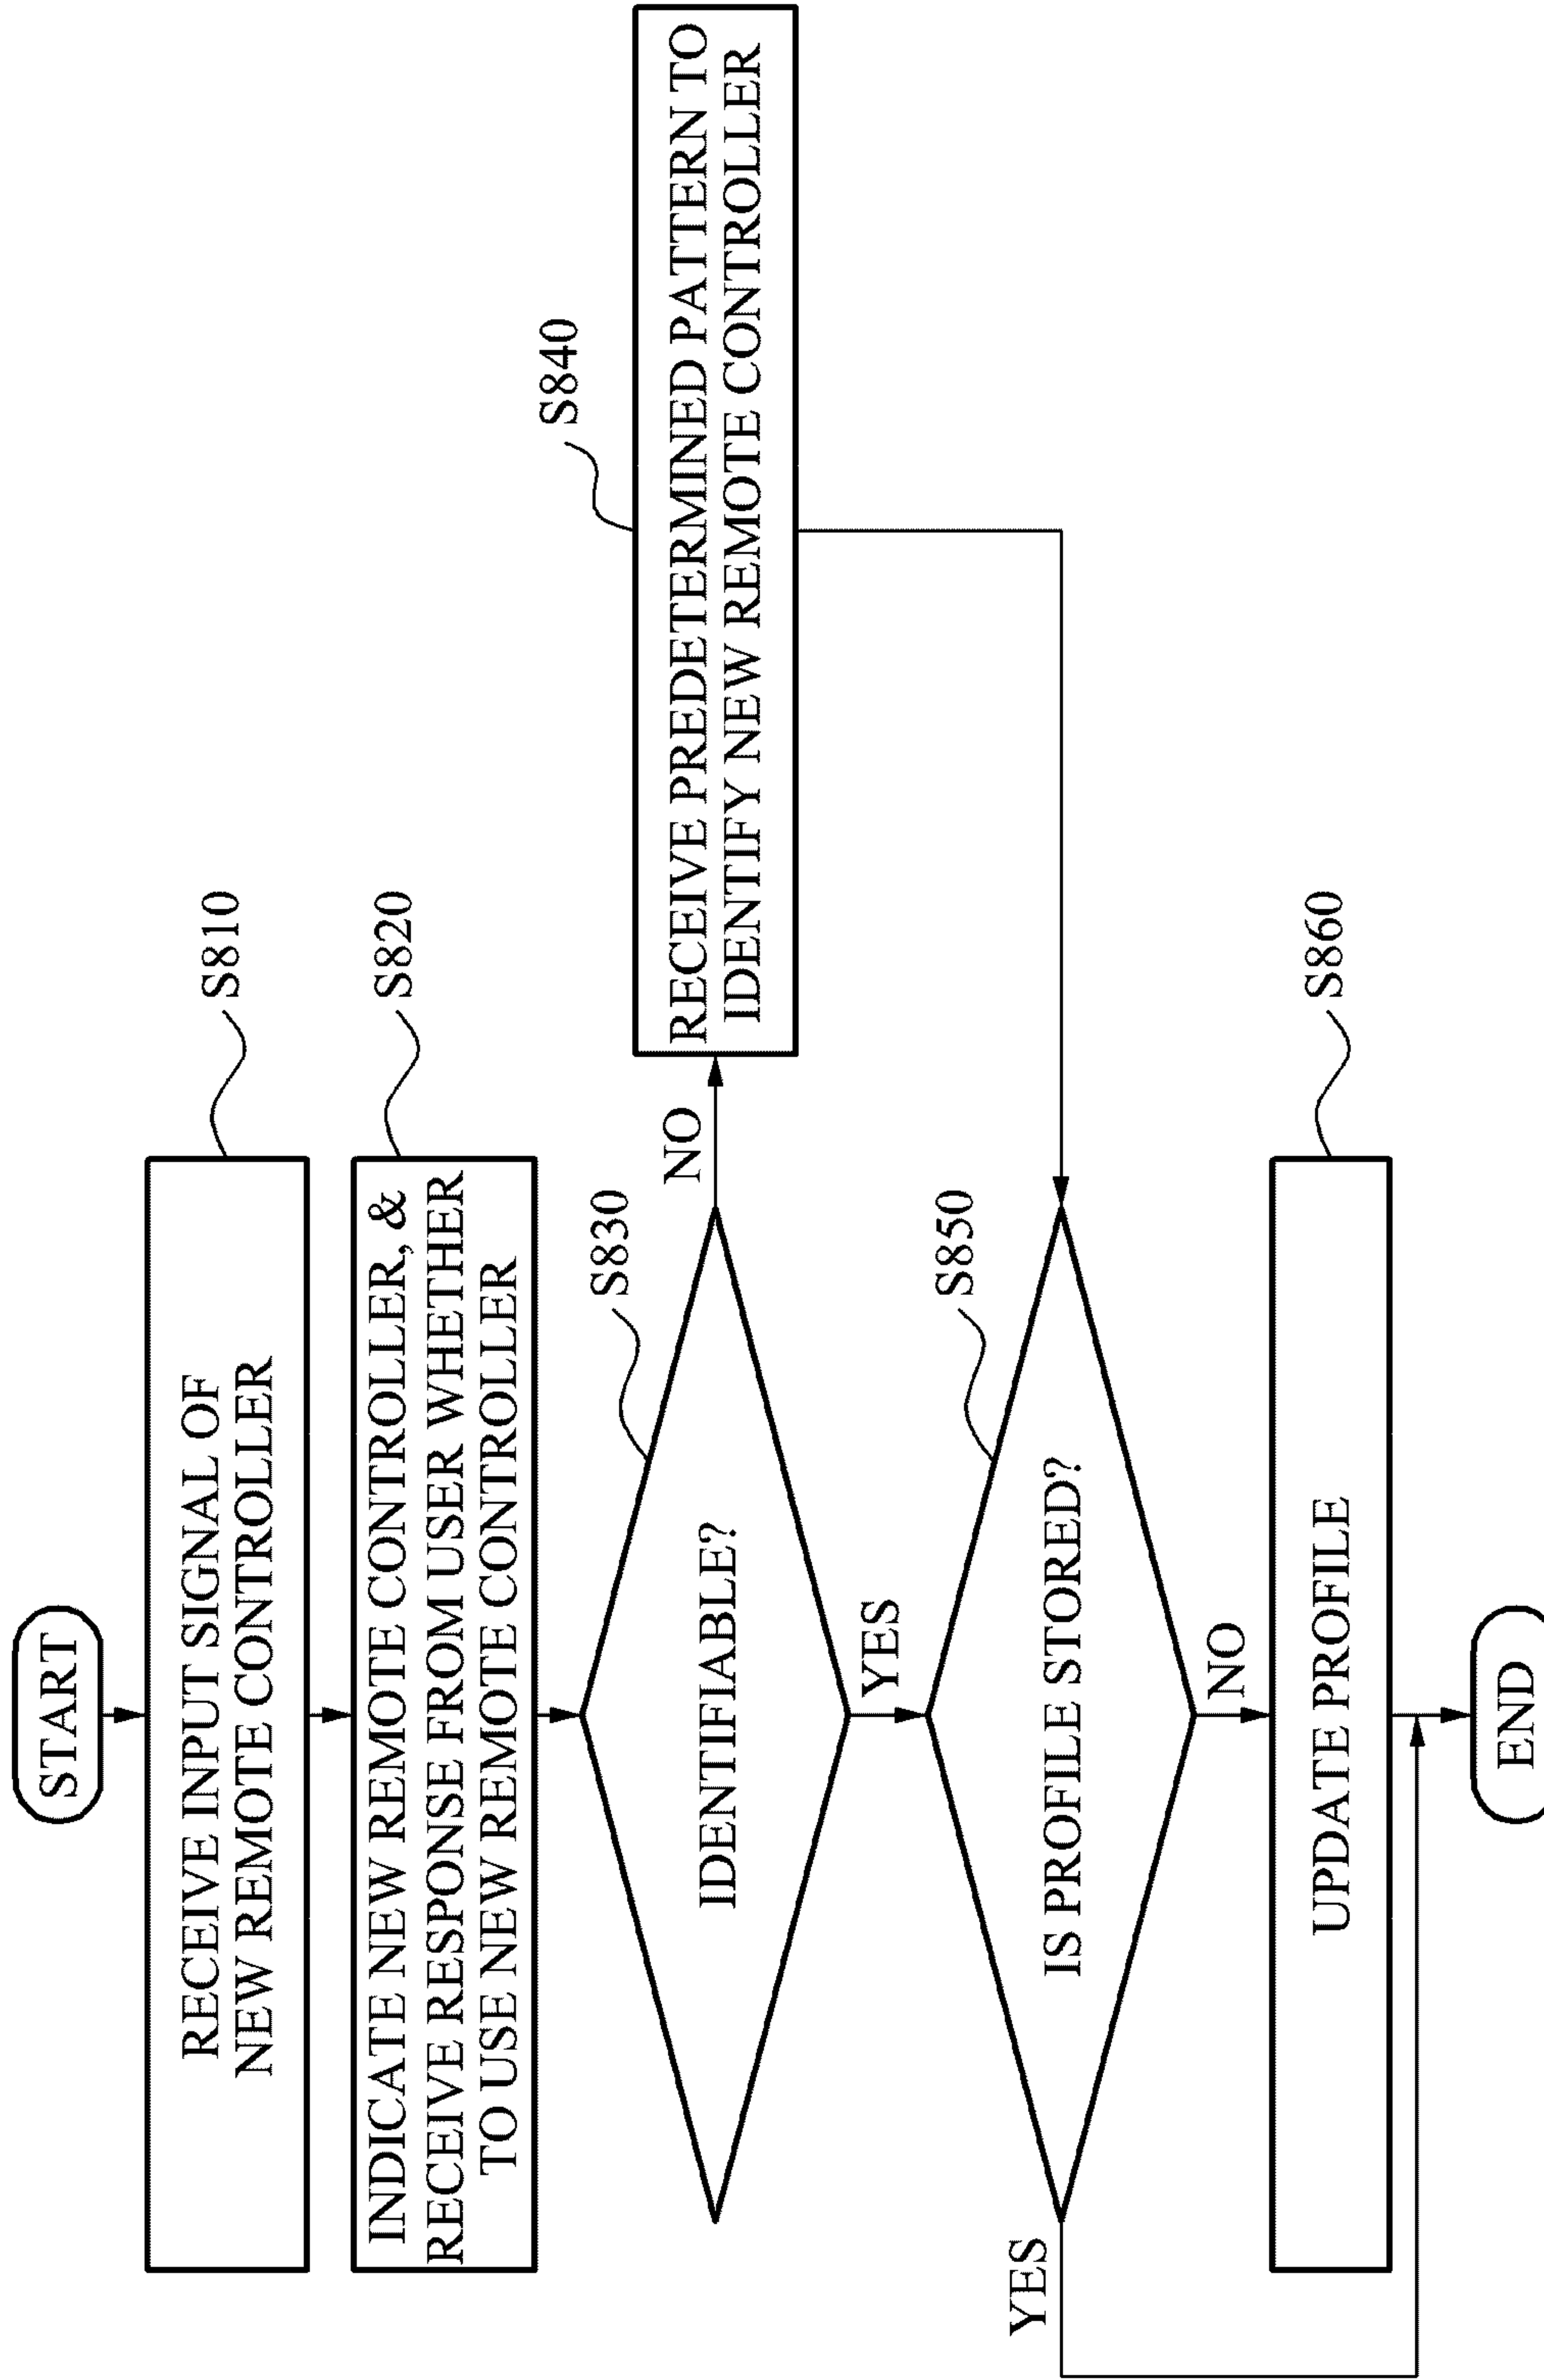 START
RECEIVE INPUT SIGNAL OF
NEW REMOTE CONTROLLER
S810
INDICATE NEW REMOTE CONTROLLER, &
RECEIVE RESPONSE FROM USER WHETHER
TO USE NEW REMOTE CONTROLLER
S820
IDENTIFIABLE?
S830
NO
RECEIVE PREDETERMINED PATTERN TO
IDENTIFY NEW REMOTE CONTROLLER
S840
YES
IS PROFILE STORED?
S850
YES
NO
UPDATE PROFILE
S860
END